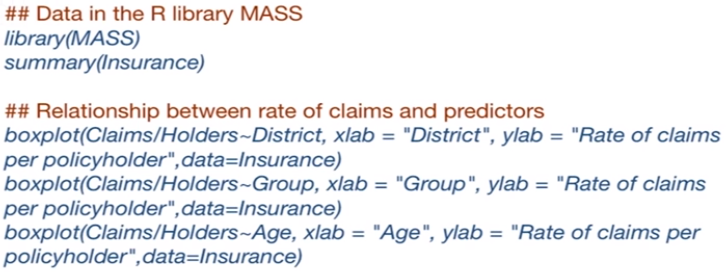 ## Data in the R library MASS
library(MASS)
summary(Insurance)
## Relationship between rate of claims and predictors
boxplot(Claims/Holders~District, xlab = "District", ylab = "Rate of claims
per policyholder",data=Insurance)
boxplot(Claims/Holders~Group, xlab = "Group", ylab = "Rate of claims
per policyholder",data=Insurance)
boxplot(Claims/Holders~Age, xlab = "Age", ylab = "Rate of claims per
policyholder",data=Insurance)